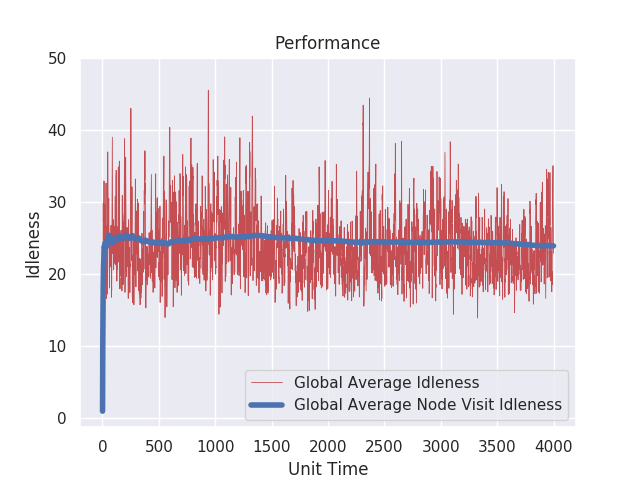 Performance
50
40
30
20
10
0
Idleness
Global Average Idleness
Global Average Node Visit Idleness
0 500 1000 1500 2000 2500 3000 3500 4000
Unit Time